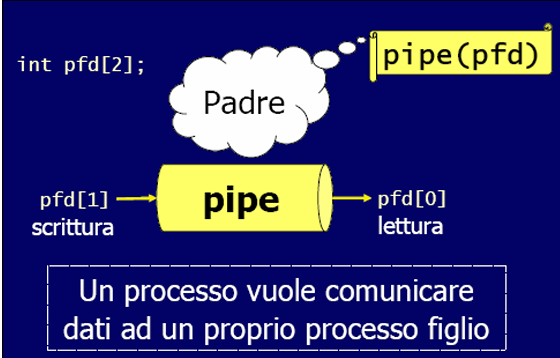 int pfd[2];
pipe(pfd)
Padre
pfd[1]
scrittura
pipe
pfd[0]
lettura
Un processo vuole comunicare
dati ad un proprio processo figlio